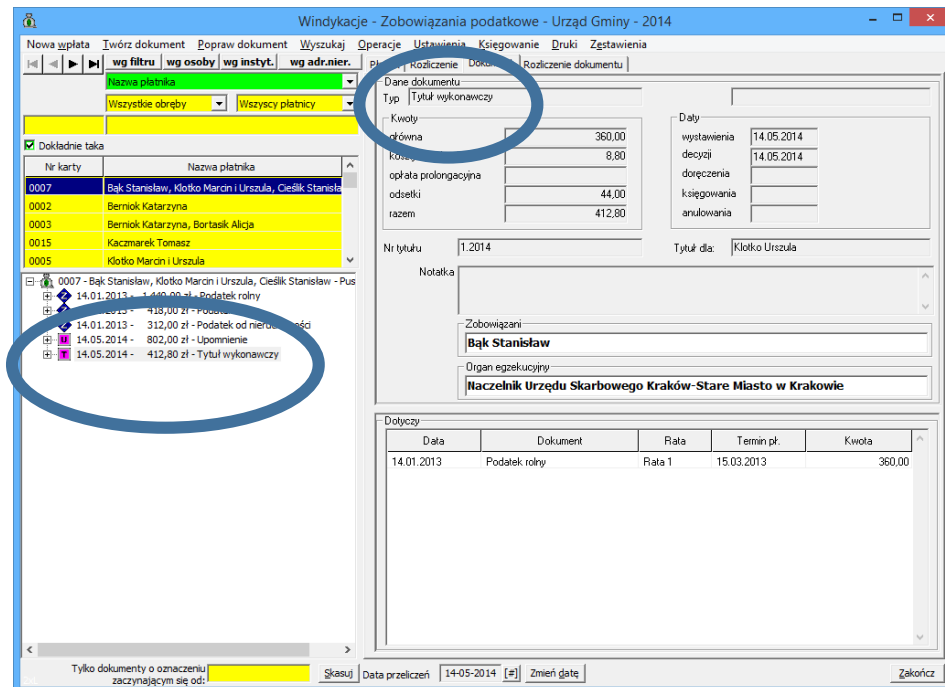 Windykacje - Zobowiązania podatkowe - Urząd Gminy - 2014
Nowa wpłata Twórz dokument Popraw dokument Wyszukaj Operacje Ustawienia Księgowanie Druki Zestawienia
wg filtru wg osoby wg instyt. wg adr.nier.
Rozliczenie Rozliczenie dokumentu
Nazwa płatnika
Wszystkie obręby Wszyscy płatnicy
Dokładnie taka
Nr karty Nazwa płatnika
0007 Bąk Stanisław, Klotko Marcin i Urszula, Cieślik Stanisła
0002 Berniok Katarzyna
0003 Berniok Katarzyna, Bortasik Alicja
0015 Kaczmarek Tomasz
0005 Klotko Marcin i Urszula
0007 - Bąk Stanisław, Klotko Marcin i Urszula, Cieślik Stanisław - Pus
14.01.2013 - 1 440,00 zł - Podatek rolny
418,00 zł
14.01.2013 - 312,00 zł - Podatek od
14.05.2014 - 802,00 zł - Upomnienie
14.05.2014 - 412,80 zł - Tytuł wykonawczy
Tylko dokumenty o oznaczeniu
zaczynającym się od:
Skasuj
Dane dokumentu
Typ Tytuł wykonawczy
Kwoty
główna 360,00
8,80
opłata prolongacyjna
odsetki 44,00
razem 412,80
Daty
wystawienia 14.05.2014
decyzji 14.05.2014
doręczenia
księgowania
anulowania
Nr tytułu 1.2014
Tytuł dla: Klotko Urszula
Notatka
Zobowiązani
Bąk Stanisław
Organ egzekucyjny
Naczelnik Urzędu Skarbowego Kraków-Stare Miasto w Krakowie
Dotyczy
Data Dokument Rata Termin pł. Kwota
14.01.2013 Podatek rolny Rata 1 15.03.2013 360,00
Data przeliczeń 14-05-2014 [#] Zmień datę Zakończ